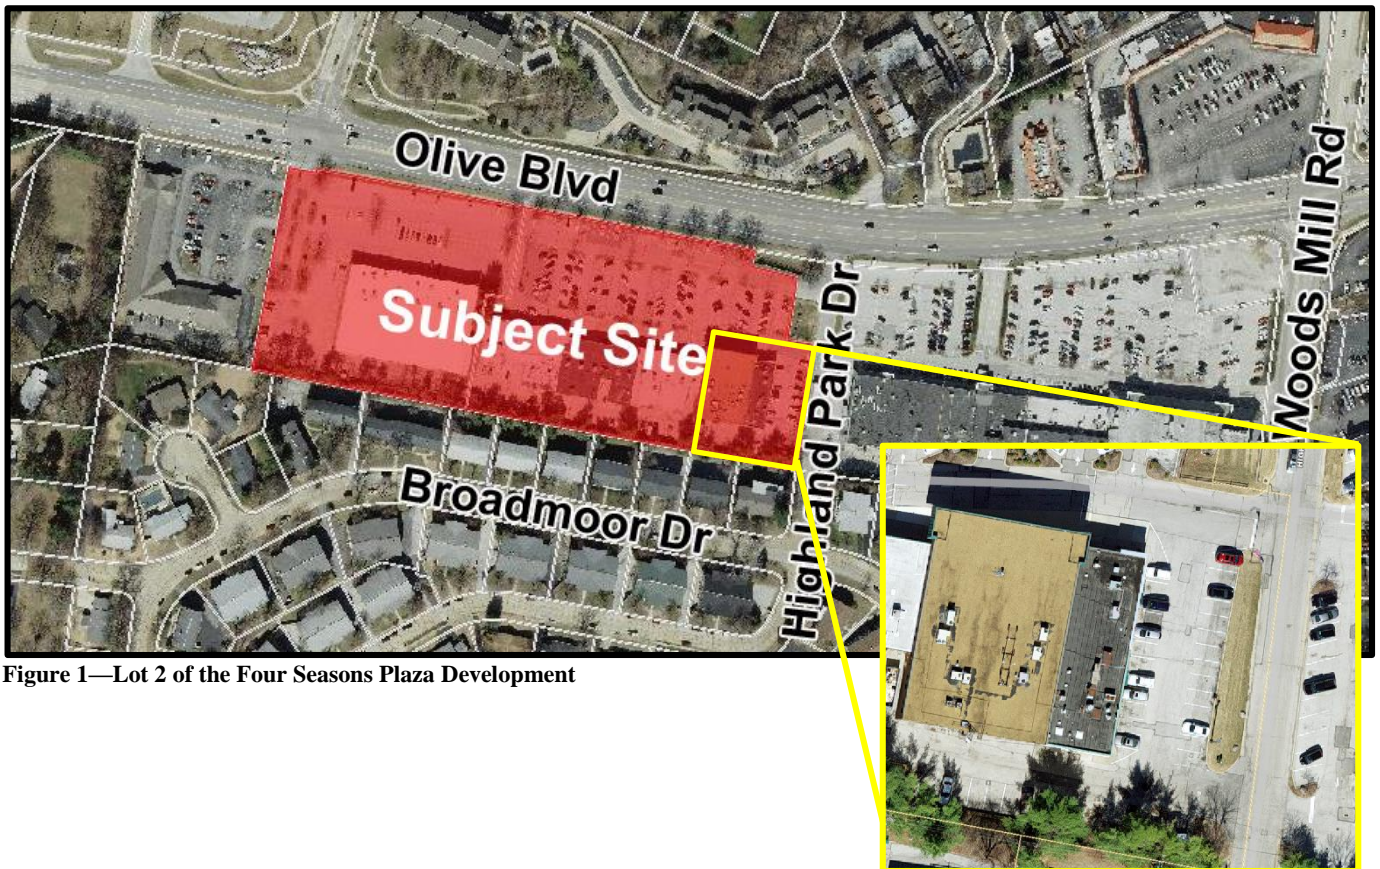 Olive Blvd
Woods Mill Rd
Subject Site
Highland Park Dr
Broadmoor Dr
Figure 1—Lot 2 of the Four Seasons Plaza Development